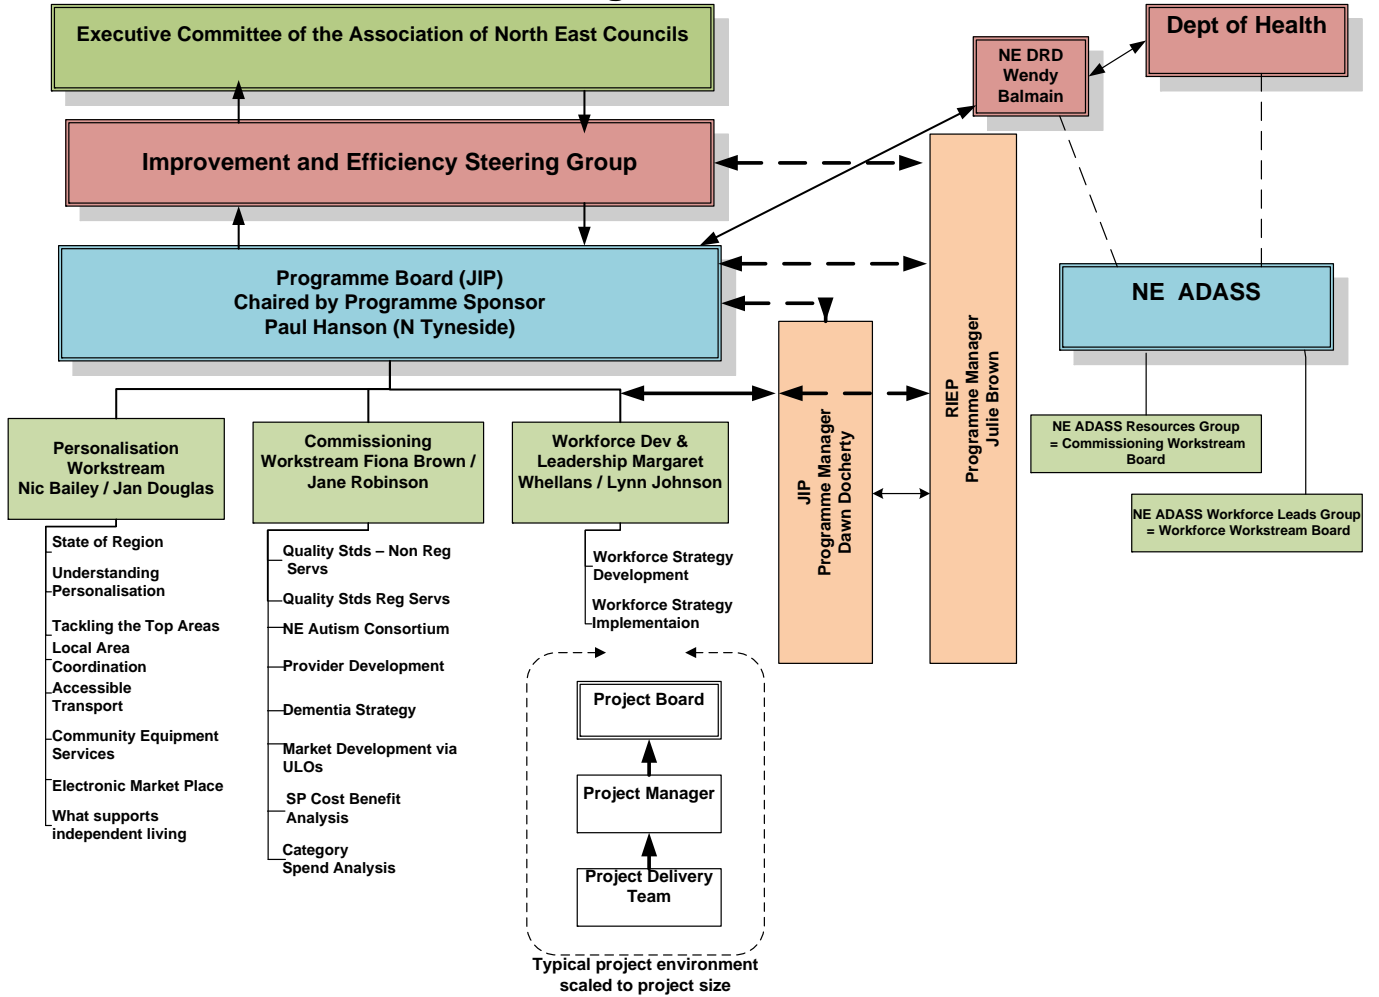 Executive Committee of the Association of North East Councils
Improvement and Efficiency Steering Group
Programme Board (JIP)
Chaired by Programme Sponsor
Paul Hanson (N Tyneside)
Dept of Health
NE DRD
Wendy
Balmain
NE ADASS
NE ADASS Resources Group
= Commissioning Workstream
Board
NE ADASS Workforce Leads Group
= Workforce Workstream Board
RIEP
Programme Manager
Julie Brown
JIP
Programme Manager
Dawn Docherty
Personalisation
Workstream
Nic Bailey / Jan Douglas
State of Region
Understanding
Personalisation
Tackling the Top Areas
Local Area
Coordination
Accessible
Transport
Community Equipment
Services
Electronic Market Place
What supports
independent living
Commissioning
Workstream Fiona Brown /
Jane Robinson
Quality Stds – Non Reg
Servs
Quality Stds Reg Servs
NE Autism Consortium
Provider Development
Dementia Strategy
Market Development via
ULOs
SP Cost Benefit
Analysis
Category
Spend Analysis
Workforce Dev &
Leadership Margaret
Whellans / Lynn Johnson
Workforce Strategy
Development
Workforce Strategy
Implementaion
Project Board
Project Manager
Project Delivery
Team
Typical project environment
scaled to project size